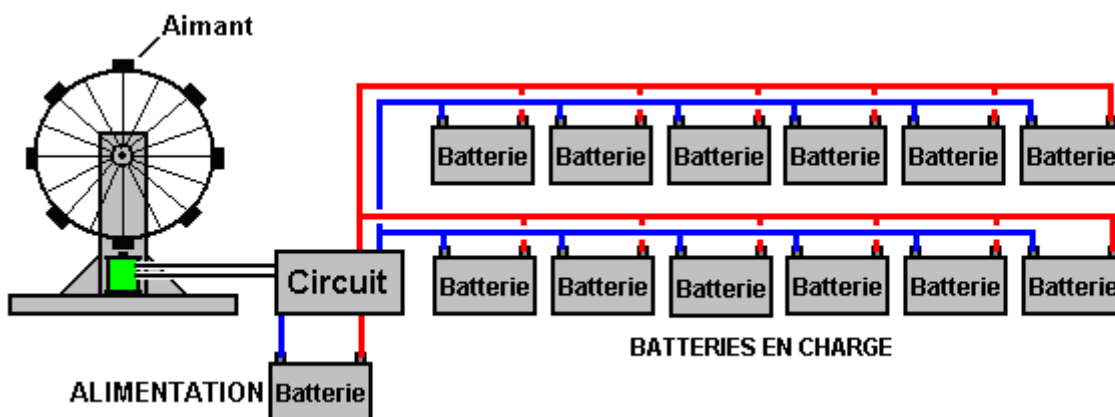 Aimant
Batterie Batterie Batterie Batterie Batterie Batterie
Circuit
Batterie Batterie Batterie Batterie Batterie Batterie
BATTERIES EN CHARGE
ALIMENTATION Batterie